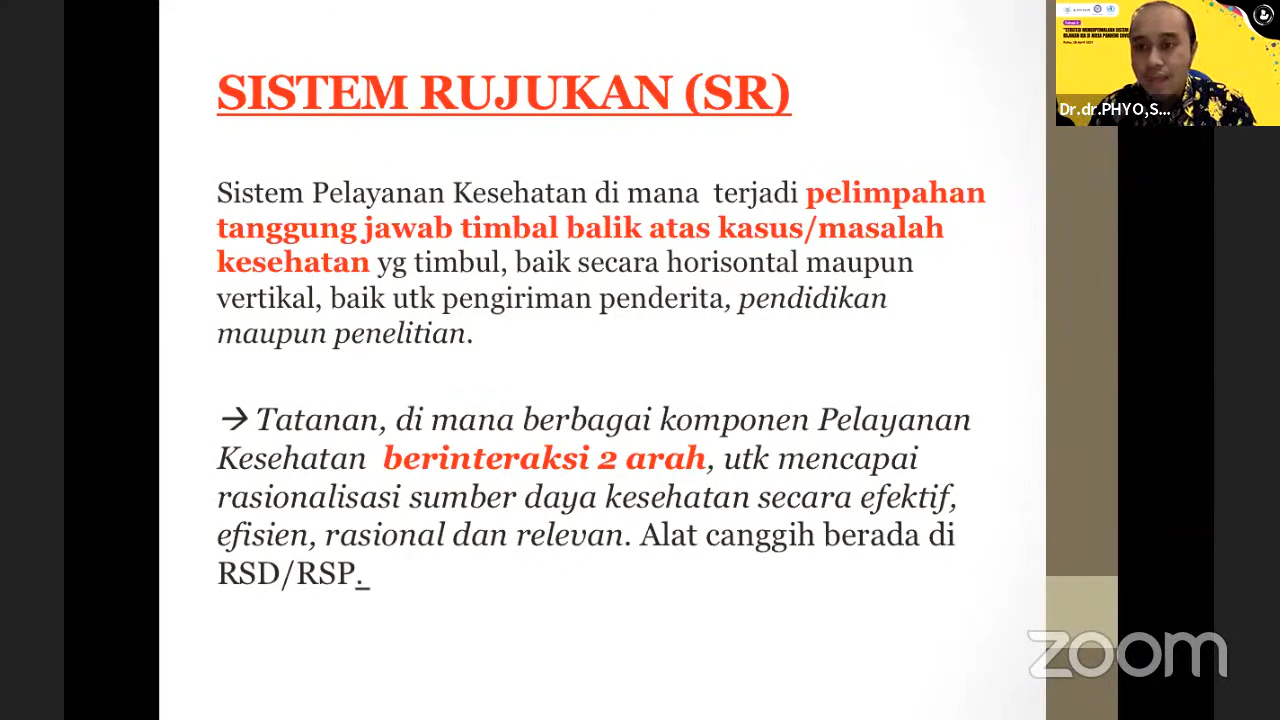 SISTEM RUJUKAN (SR)
Sistem Pelayanan Kesehatan di mana terjadi pelimpahan
tanggung jawab timbal balik atas kasus/masalah
kesehatan yg timbul, baik secara horisontal maupun
vertikal, baik utk pengiriman penderita, pendidikan
maupun penelitian.
→ Tatanan, di mana berbagai komponen Pelayanan
Kesehatan berinteraksi 2 arah, utk mencapai
rasionalisasi sumber daya kesehatan secara efektif,
efisien, rasional dan relevan. Alat canggih berada di
RSD/RSP.
Dr.dr.PHYO,S...
zoom